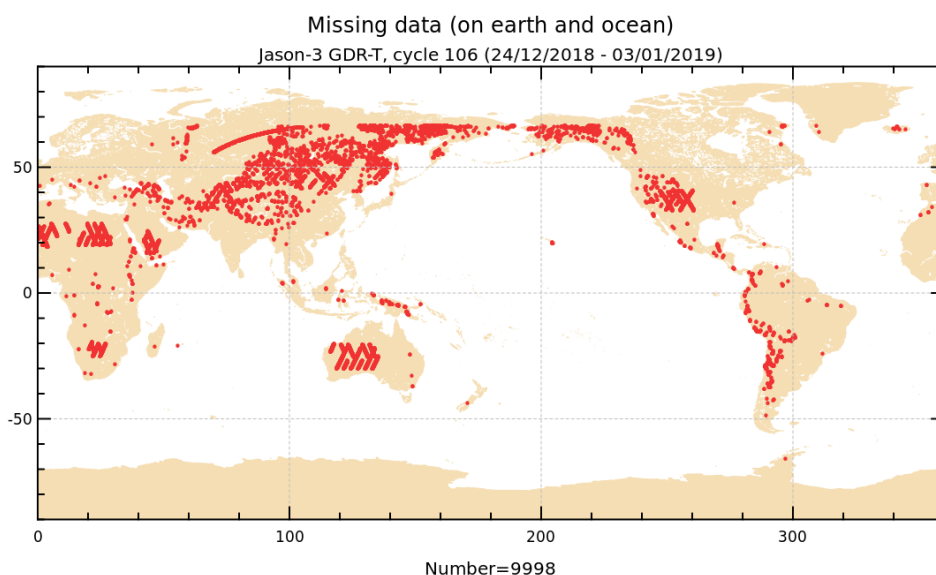 Missing data (on earth and ocean)
Jason-3 GDR-T, cycle 106 (24/12/2018 - 03/01/2019)
50
0
-50
0 100 200 300
Number=9998